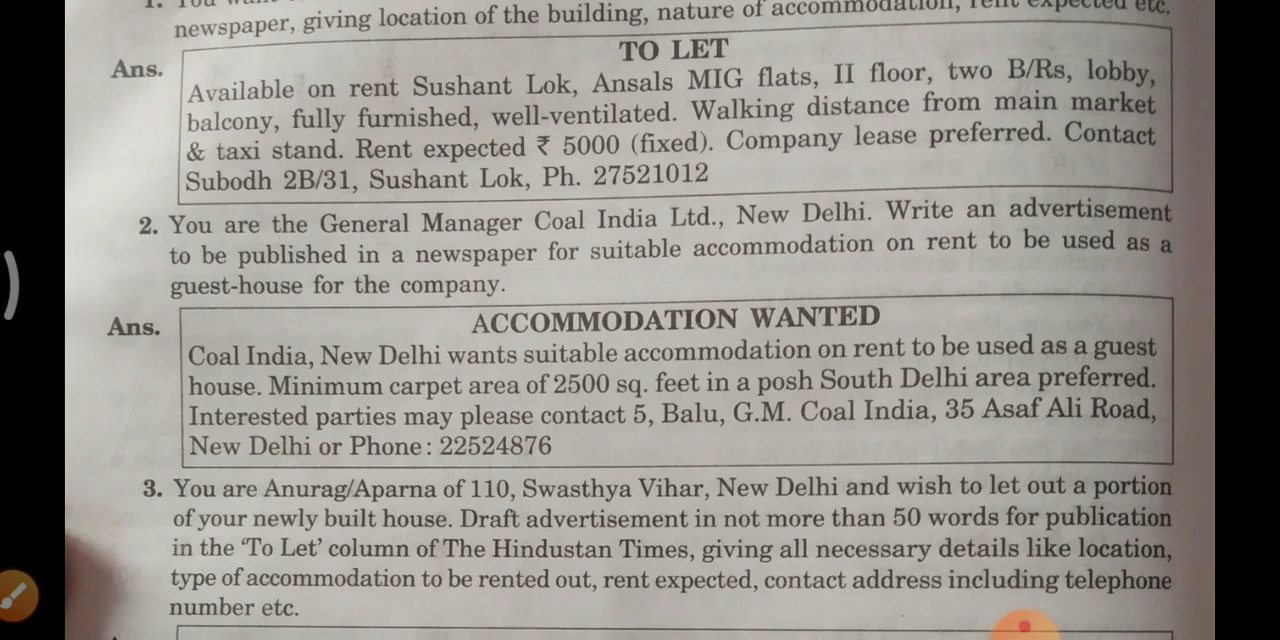 1. You want
newspaper, giving location of the building, nature of accommodation, rent expected etc.
Ans.
TO LET
Available on rent Sushant Lok, Ansals MIG flats, II floor, two B/Rs, lobby,
balcony, fully furnished, well-ventilated. Walking distance from main market
& taxi stand. Rent expected ₹ 5000 (fixed). Company lease preferred. Contact
Subodh 2B/31, Sushant Lok, Ph. 27521012
2. You are the General Manager Coal India Ltd., New Delhi. Write an advertisement
to be published in a newspaper for suitable accommodation on rent to be used as a
guest-house for the company.
Ans.
ACCOMMODATION WANTED
Coal India, New Delhi wants suitable accommodation on rent to be used as a guest
house. Minimum carpet area of 2500 sq. feet in a posh South Delhi area preferred.
Interested parties may please contact 5, Balu, G.M. Coal India, 35 Asaf Ali Road,
New Delhi or Phone : 22524876
3. You are Anurag/Aparna of 110, Swasthya Vihar, New Delhi and wish to let out a portion
of your newly built house. Draft advertisement in not more than 50 words for publication
in the ‘To Let’ column of The Hindustan Times, giving all necessary details like location,
type of accommodation to be rented out, rent expected, contact address including telephone
number etc.